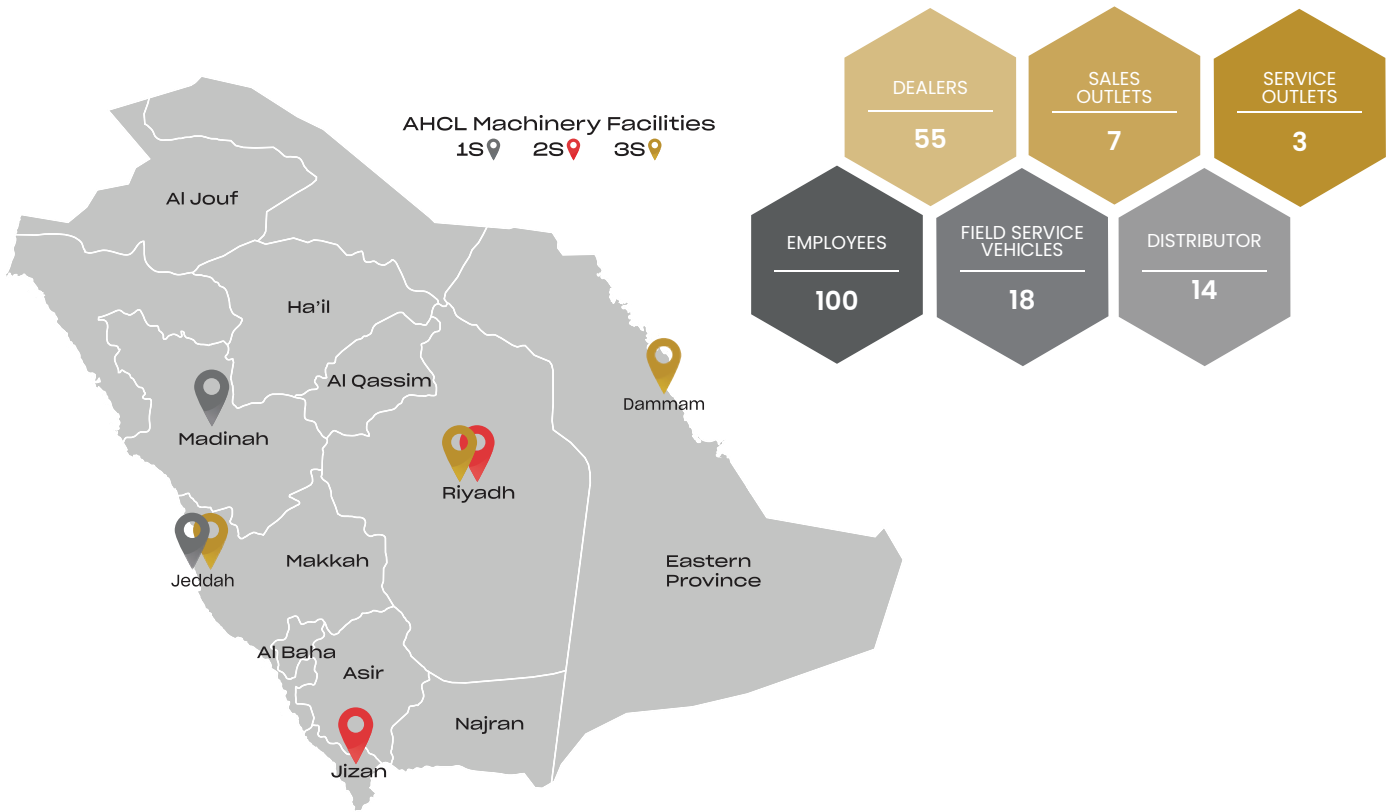 AHCL Machinery Facilities
1S 2S 3S
Al Jouf
Ha'il
Al Qassim
Madinah
Dammam
Riyadh
Jeddah
Makkah
Eastern
Province
Al Baha
Asir
Najran
Jizan
DEALERS
55
SALES
OUTLETS
7
SERVICE
OUTLETS
3
EMPLOYEES
100
FIELD SERVICE
VEHICLES
18
DISTRIBUTOR
14